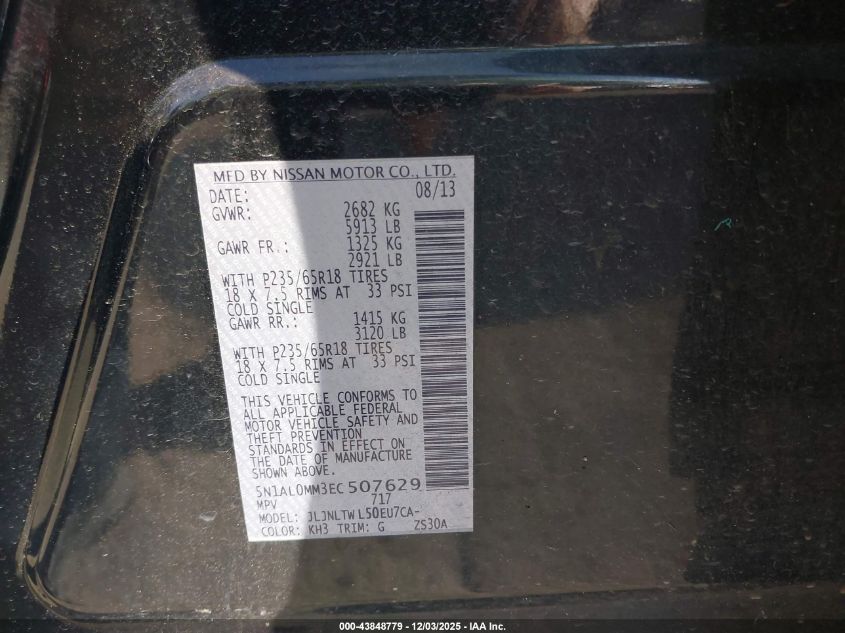 MFD BY NISSAN MOTOR CO., LTD.
DATE: 08/13
GVWR: 2682 KG
5913 LB
GAWR FR.: 1325 KG
2921 LB
WITH P235/65R18 TIRES
18 X 7.5 RIMS AT 33 PSI
COLD SINGLE
GAWR RR.: 1415 KG
3120 LB
WITH P235/65R18 TIRES
18 X 7.5 RIMS AT 33 PSI
COLD SINGLE
THIS VEHICLE CONFORMS TO
ALL APPLICABLE FEDERAL
MOTOR VEHICLE SAFETY AND
THEFT PREVENTION
STANDARDS IN EFFECT ON
THE DATE OF MANUFACTURE
SHOWN ABOVE.
5N1AL0MM3EC507629
MPV 717
MODEL: JLJNLTWL50EU7CA-
COLOR: KH3 TRIM: G ZS30A
000-43848779 - 12/03/2025 - IAA Inc.